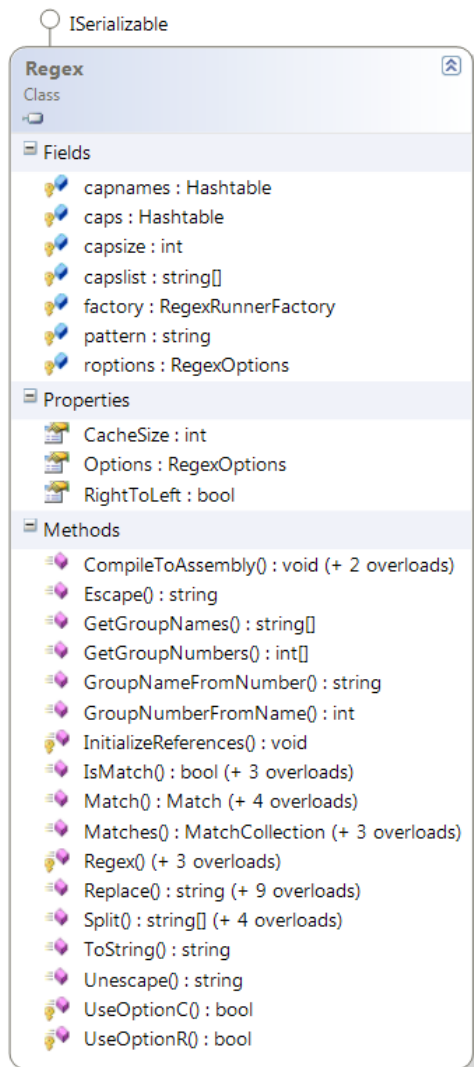 ISerializable
Regex
Class
Fields
capnames : Hashtable
caps : Hashtable
capsize : int
capslist : string[]
factory : RegexRunnerFactory
pattern : string
roptions : RegexOptions
Properties
CacheSize : int
Options : RegexOptions
RightToLeft : bool
Methods
CompileToAssembly() : void (+ 2 overloads)
Escape() : string
GetGroupNames() : string[]
GetGroupNumbers() : int[]
GroupNameFromNumber() : string
GroupNumberFromName() : int
InitializeReferences() : void
IsMatch() : bool (+ 3 overloads)
Match() : Match (+ 4 overloads)
Matches() : MatchCollection (+ 3 overloads)
Regex() (+ 3 overloads)
Replace() : string (+ 9 overloads)
Split() : string[] (+ 4 overloads)
ToString() : string
Unescape() : string
UseOptionC() : bool
UseOptionR() : bool